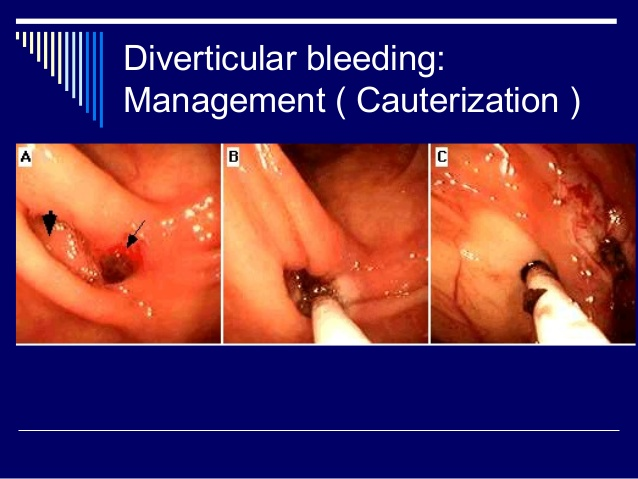 Diverticular bleeding:
Management ( Cauterization )
A B C